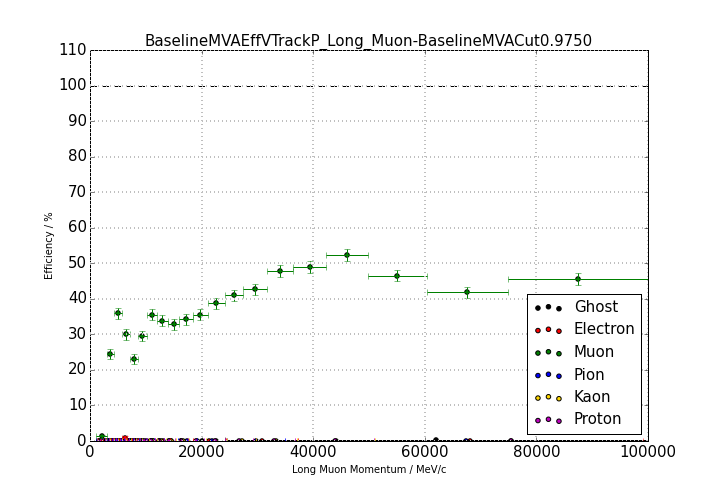 BaselineMVAEffVTrackP_Long_Muon-BaselineMVACut0.9750
110
100
90
80
70
60
50
40
30
20
10
0
Efficiency / %
Ghost
Electron
Muon
Pion
Kaon
Proton
0 20000 40000 60000 80000 100000
Long Muon Momentum / MeV/c